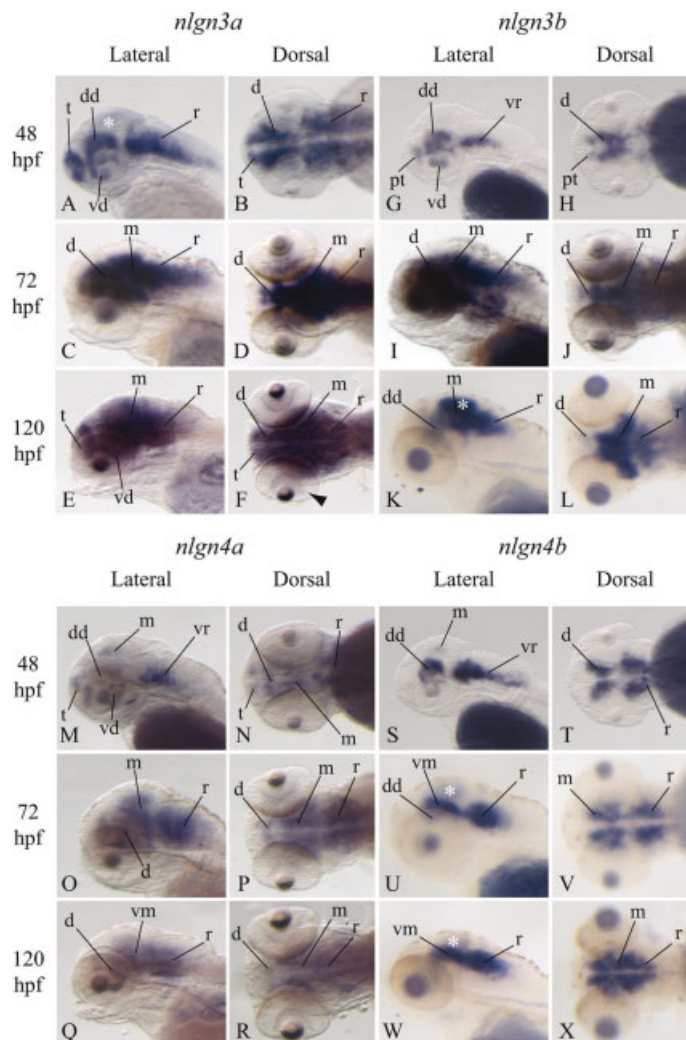 nlgn3a nlgn3b
Lateral Dorsal Lateral Dorsal
48 hpf
t dd * r vd A
d r t B
dd vr pt vd G
d pt H
72 hpf
d m r C
d m r D
d m r I
d m r J
120 hpf
t m r vd E
d m r t F
dd m * r K
d m r L
nlgn4a nlgn4b
Lateral Dorsal Lateral Dorsal
48 hpf
dd m vr t vd M
d r t m N
dd m vr S
d r T
72 hpf
m r d O
d m r P
vm * r dd U
m r V
120 hpf
d vm r Q
d m r R
vm * r W
m r X